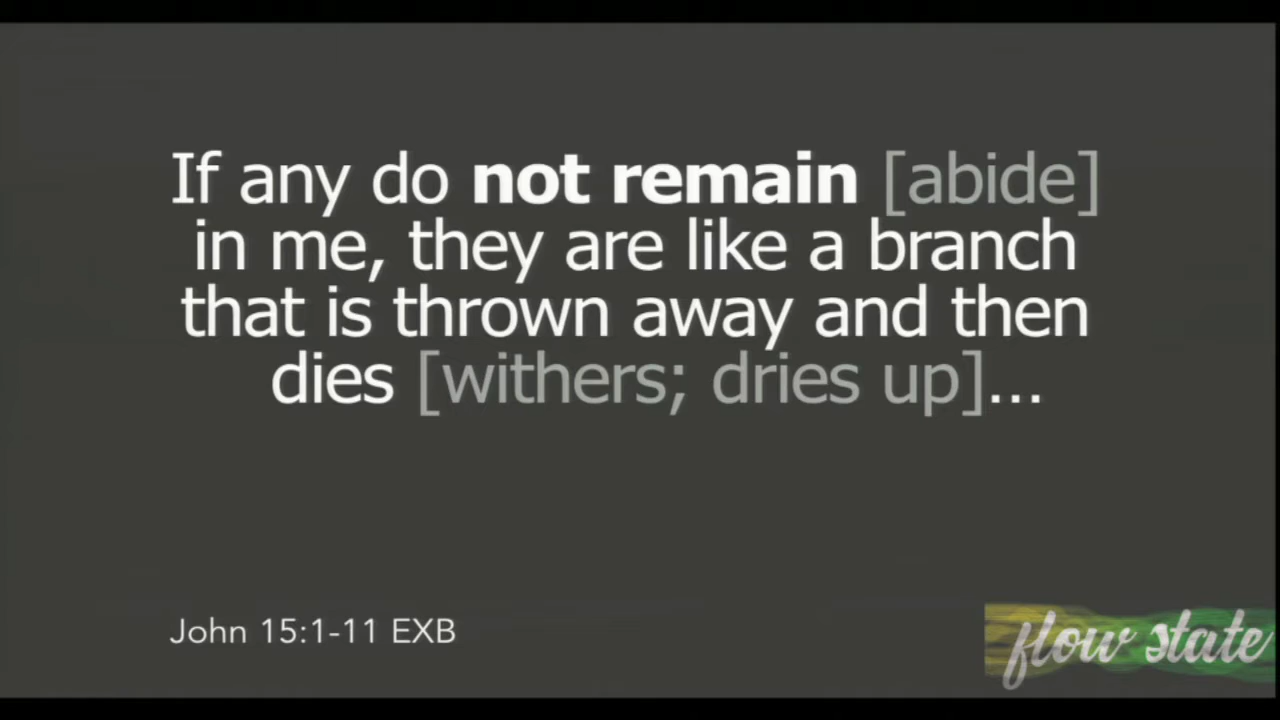 If any do not remain [abide]
in me, they are like a branch
that is thrown away and then
dies [withers; dries up]...
John 15:1-11 EXB
flow state